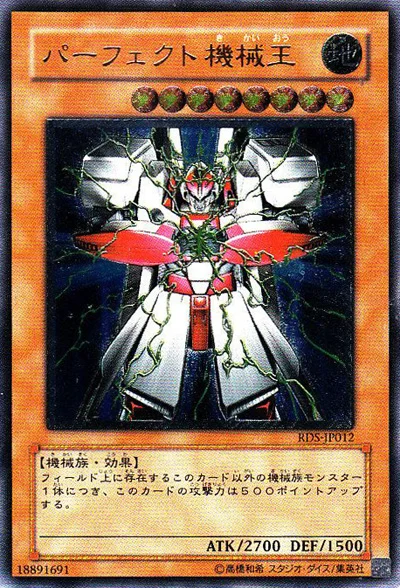 パーフェクト機械王
き かい おう
地
RDS-JP012
【機械族・効果】
フィールド上に存在するこのカード以外の機械族モンスター
1体につき、このカードの攻撃力は500ポイントアップ
する。
ATK/2700 DEF/1500
18891691
©高橋和希 スタジオ・ダイス/集英社